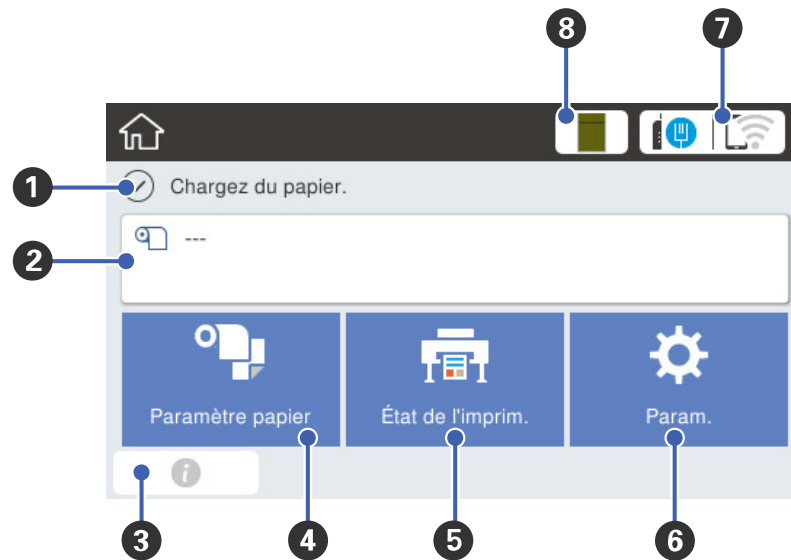 8 7
1 Chargez du papier.
2 ---
Paramètre papier État de l'imprim. Param.
i
3 4 5 6